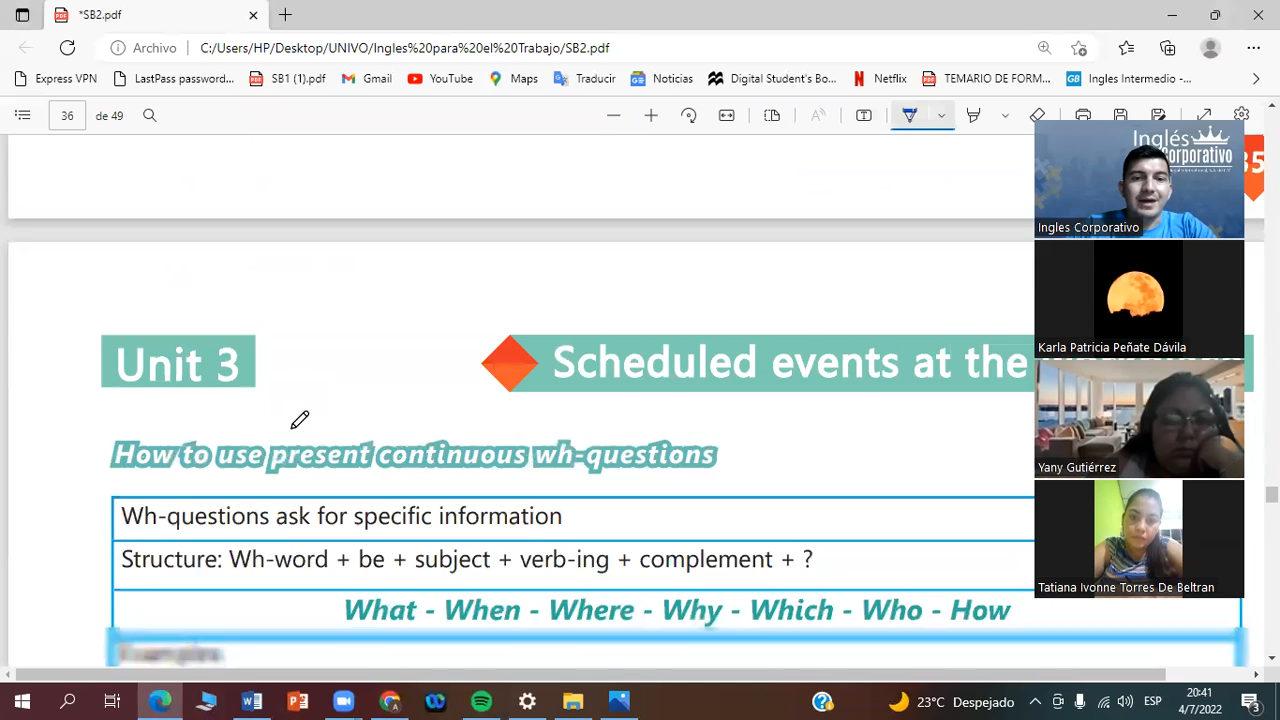 *SB2.pdf
Archivo C:/Users/HP/Desktop/UNIVO/Ingles%20para%20el%20Trabajo/SB2.pdf
Express VPN LastPass password... SB1 (1).pdf Gmail YouTube Maps Traducir Noticias Digital Student's Bo... Netflix TEMARIO DE FORM... GB Ingles Intermedio -...
36 de 49
Inglés
Corporativo
35
Ingles Corporativo
Unit 3
Scheduled events at the
Karla Patricia Peñate Dávila
How to use present continuous wh-questions
Yany Gutiérrez
Wh-questions ask for specific information
Structure: Wh-word + be + subject + verb-ing + complement + ?
Tatiana Ivonne Torres De Beltran
What - When - Where - Why - Which - Who - How
Examples
23°C Despejado ESP 20:41
4/7/2022 3